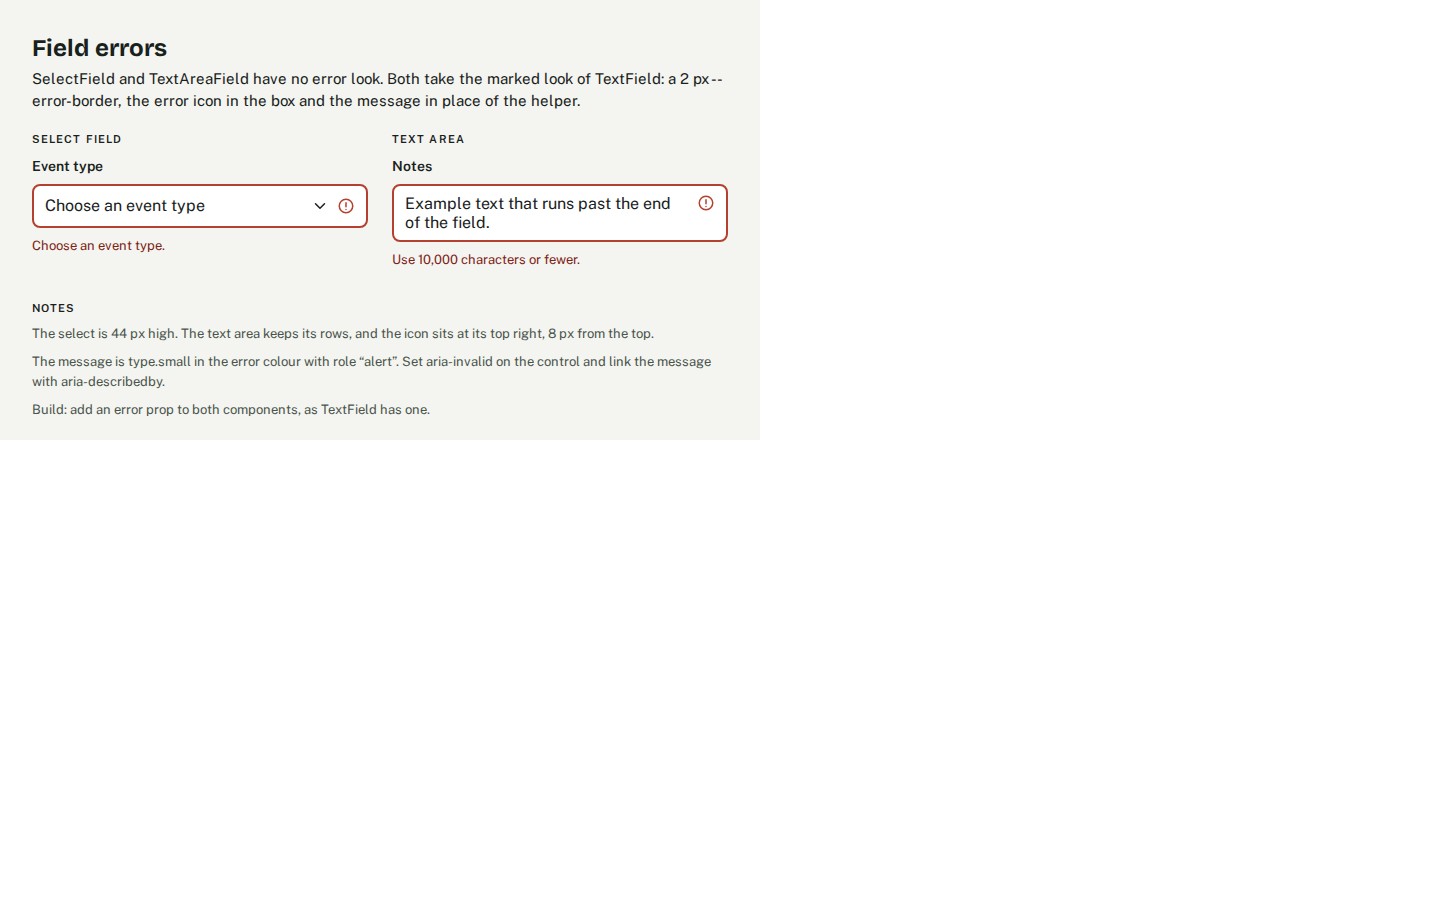 Field errors
SelectField and TextAreaField have no error look. Both take the marked look of TextField: a 2 px --
error-border, the error icon in the box and the message in place of the helper.
SELECT FIELD
Event type
Choose an event type
Choose an event type.
TEXT AREA
Notes
Example text that runs past the end
of the field.
Use 10,000 characters or fewer.
NOTES
The select is 44 px high. The text area keeps its rows, and the icon sits at its top right, 8 px from the top.
The message is type.small in the error colour with role “alert”. Set aria-invalid on the control and link the message
with aria-describedby.
Build: add an error prop to both components, as TextField has one.